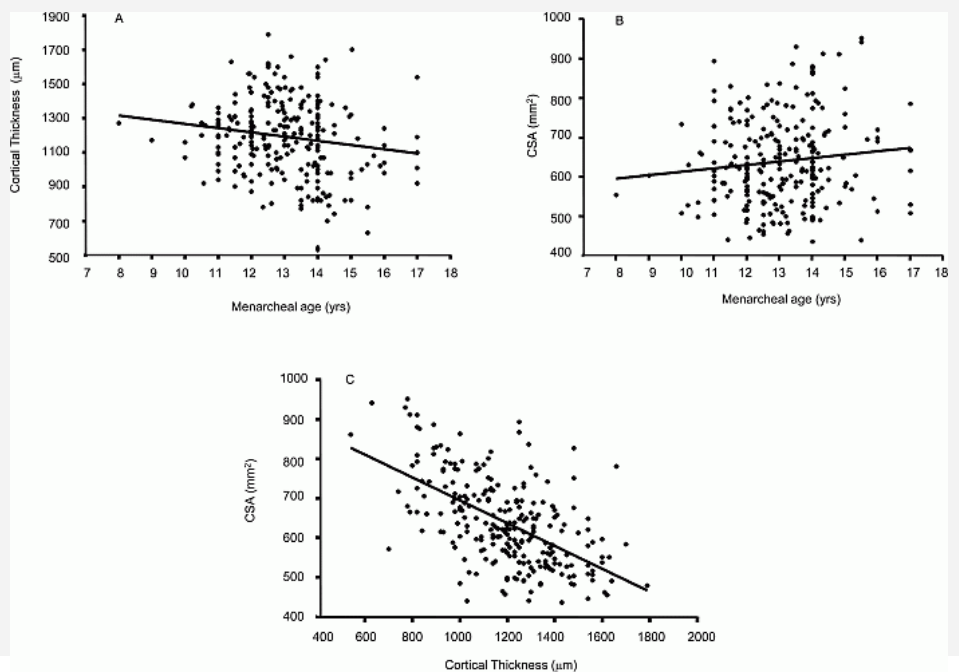 A
1900
1700
1500
1300
1100
900
700
500
Cortical Thickness (μm)
7 8 9 10 11 12 13 14 15 16 17 18
Menarcheal age (yrs)
B
1000
900
800
700
600
500
400
CSA (mm²)
7 8 9 10 11 12 13 14 15 16 17 18
Menarcheal age (yrs)
C
1000
900
800
700
600
500
400
CSA (mm²)
400 600 800 1000 1200 1400 1600 1800 2000
Cortical Thickness (μm)